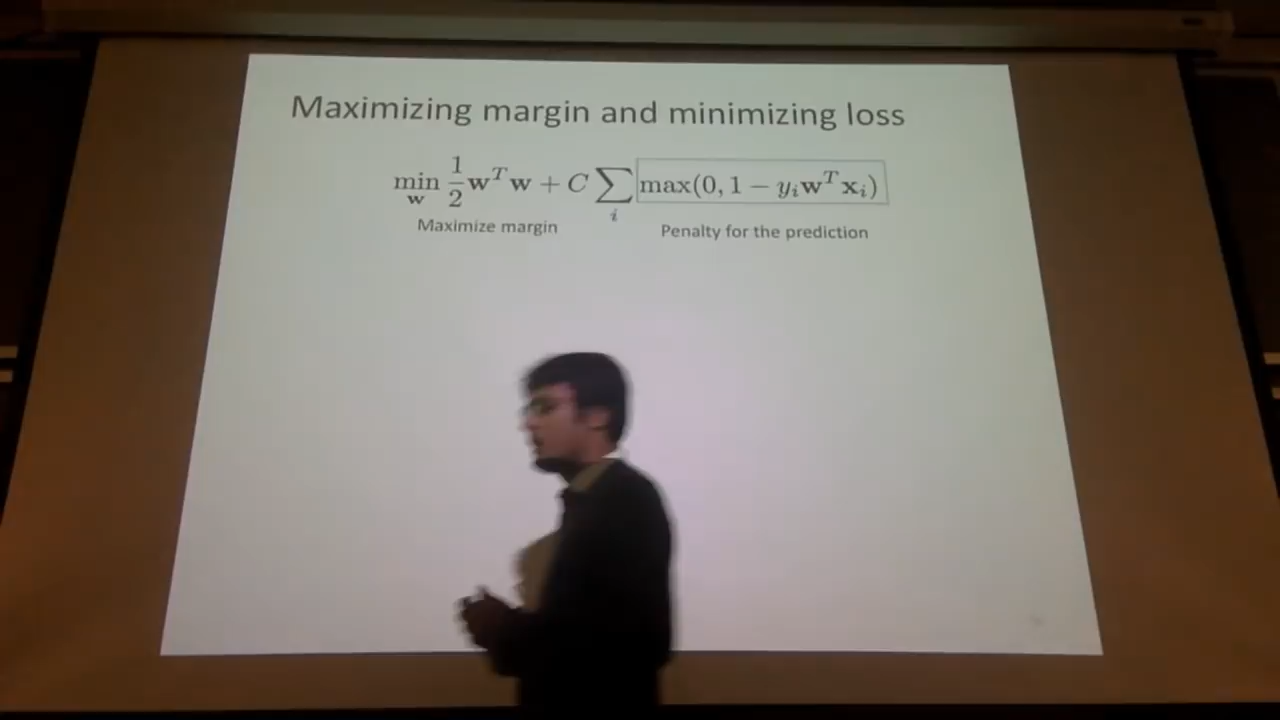 Maximizing margin and minimizing loss
min_w 1/2 w^T w + C ∑_i max(0, 1 − y_i w^T x_i)
Maximize margin Penalty for the prediction